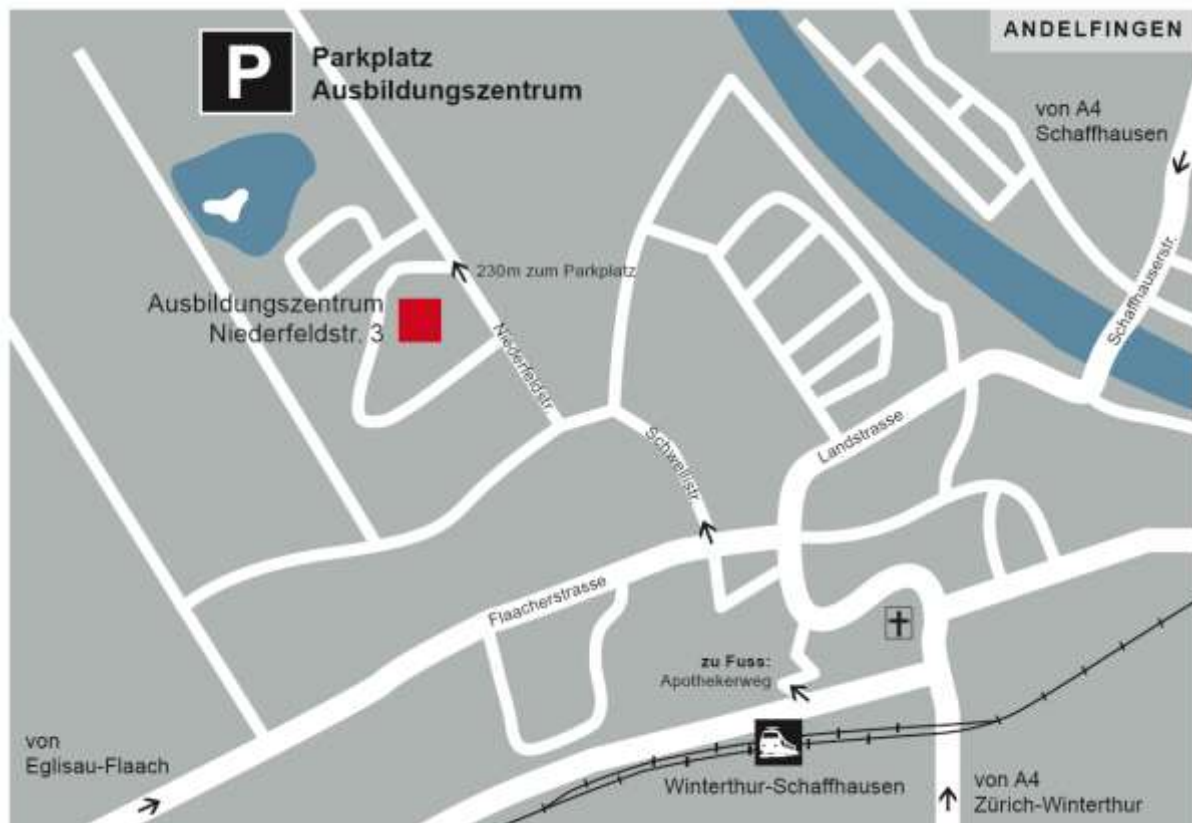 ANDELFINGEN
P
Parkplatz
Ausbildungszentrum
von A4
Schaffhausen
Schaffhauserstr.
230m zum Parkplatz
Ausbildungszentrum
Niederfeldstr. 3
Niederfeldstr.
Schwellistr.
Landstrasse
Flaacherstrasse
zu Fuss:
Apothekerweg
von
Eglisau-Flaach
Winterthur-Schaffhausen
von A4
Zürich-Winterthur